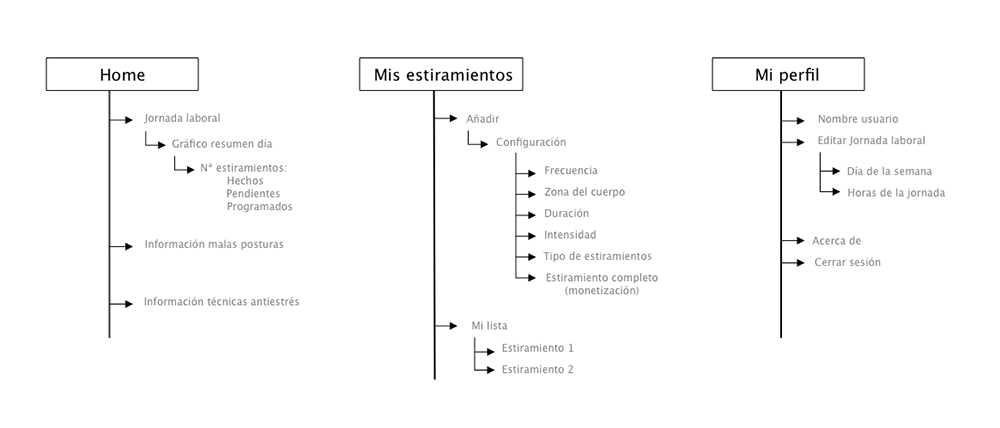 Home
Jornada laboral
Gráfico resumen día
Nª estiramientos:
Hechos
Pendientes
Programados
Información malas posturas
Información técnicas antiestrés
Mis estiramientos
Añadir
Configuración
Frecuencia
Zona del cuerpo
Duración
Intensidad
Tipo de estiramientos
Estiramiento completo
(monetización)
Mi lista
Estiramiento 1
Estiramiento 2
Mi perfil
Nombre usuario
Editar Jornada laboral
Día de la semana
Horas de la jornada
Acerca de
Cerrar sesión